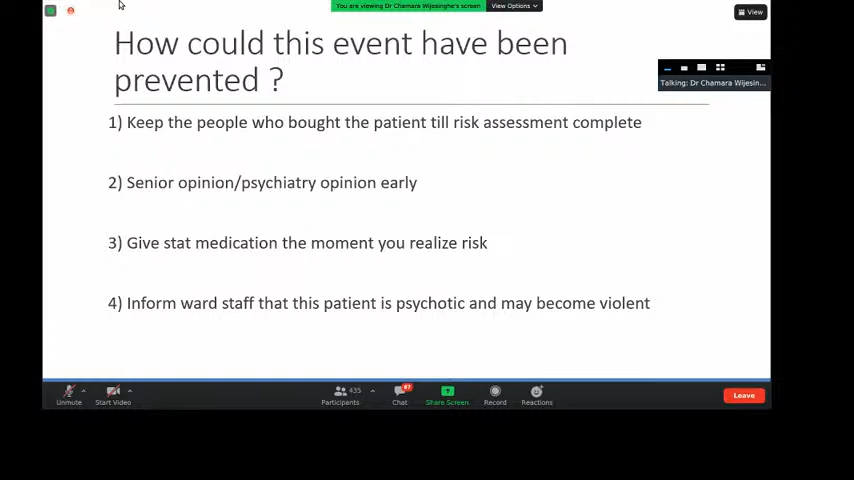 You are viewing Dr Chamara Wijesinghe's screen
View Options
View
How could this event have been
prevented ?
Talking: Dr Chamara Wijesin...
1) Keep the people who bought the patient till risk assessment complete
2) Senior opinion/psychiatry opinion early
3) Give stat medication the moment you realize risk
4) Inform ward staff that this patient is psychotic and may become violent
435
87
Unmute
Start Video
Participants
Chat
Share Screen
Record
Reactions
Leave